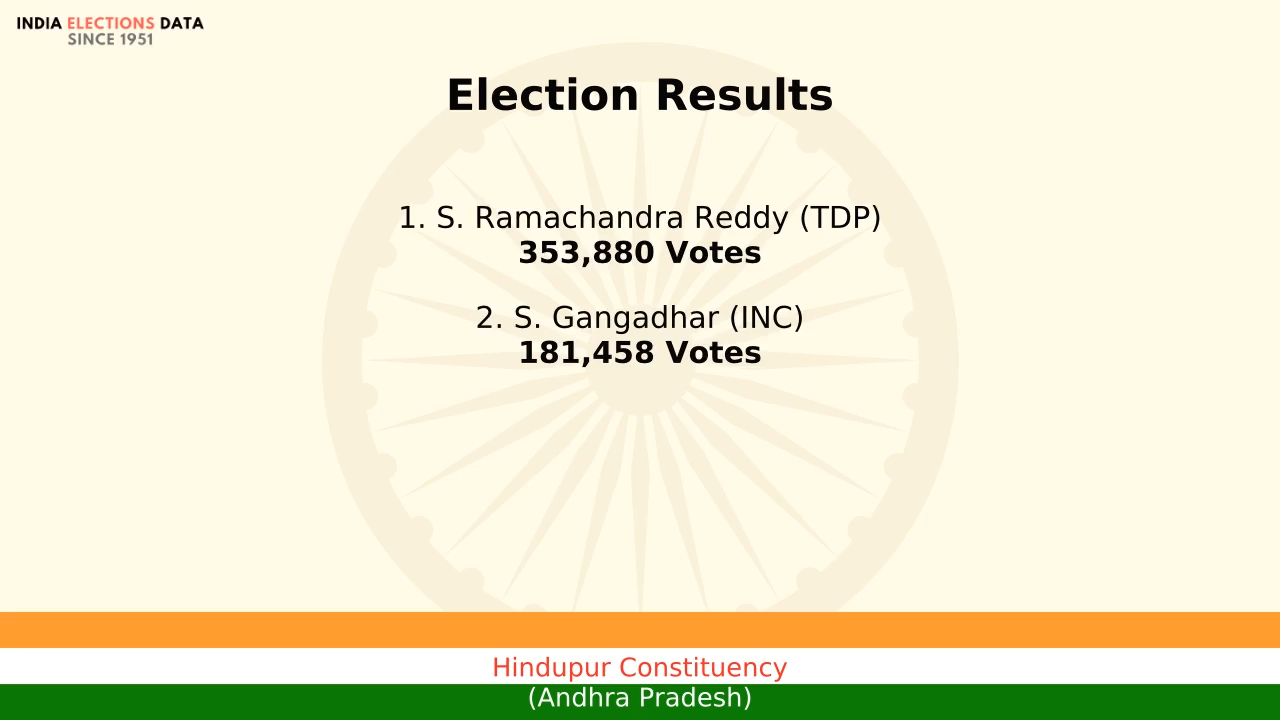 INDIA ELECTIONS DATA
SINCE 1951
Election Results
1. S. Ramachandra Reddy (TDP)
353,880 Votes
2. S. Gangadhar (INC)
181,458 Votes
Hindupur Constituency
(Andhra Pradesh)